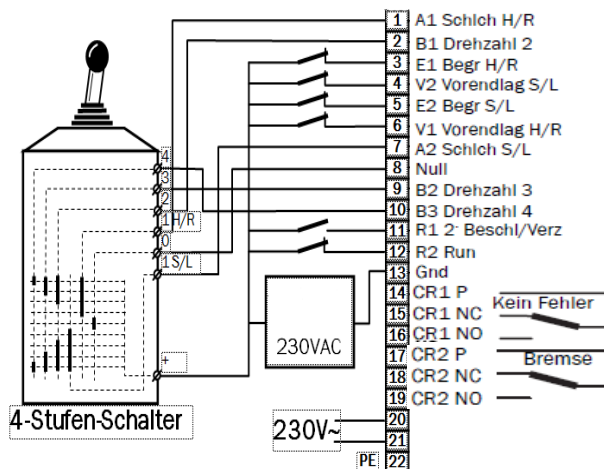 1 A1 Schlch H/R
2 B1 Drehzahl 2
3 E1 Begr H/R
4 V2 Vorendlag S/L
5 E2 Begr S/L
6 V1 Vorendlag H/R
7 A2 Schlch S/L
8 Null
9 B2 Drehzahl 3
10 B3 Drehzahl 4
11 R1 2- Beschl/Verz
12 R2 Run
13 Gnd
14 CR1 P
Kein Fehler
15 CR1 NC
16 CR1 NO
17 CR2 P
Bremse
18 CR2 NC
19 CR2 NO
20
21
PE 22
4
3
2
1 H/R
0
1 S/L
+
230VAC
4-Stufen-Schalter
230V~